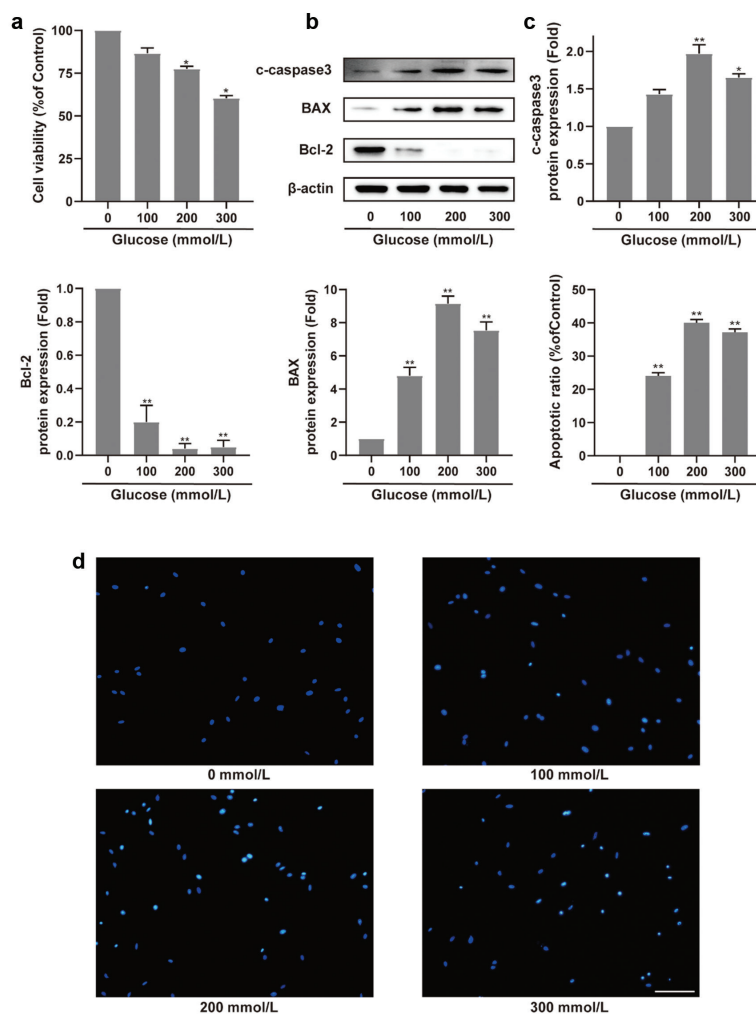 a
Cell viability (%of Control)
100
75
50
25
0
0 100 200 300
Glucose (mmol/L)
b
c-caspase3
BAX
Bcl-2
β-actin
0 100 200 300
Glucose (mmol/L)
c
c-caspase3
protein expression (Fold)
2.0
1.5
1.0
0.5
0.0
** 
*
0 100 200 300
Glucose (mmol/L)
Bcl-2
protein expression (Fold)
1.0
0.8
0.6
0.4
0.2
0.0
** ** **
0 100 200 300
Glucose (mmol/L)
BAX
protein expression (Fold)
10
8
6
4
2
0
** ** **
0 100 200 300
Glucose (mmol/L)
Apoptotic ratio (%ofControl)
50
40
30
20
10
0
** ** **
0 100 200 300
Glucose (mmol/L)
d
0 mmol/L
100 mmol/L
200 mmol/L
300 mmol/L